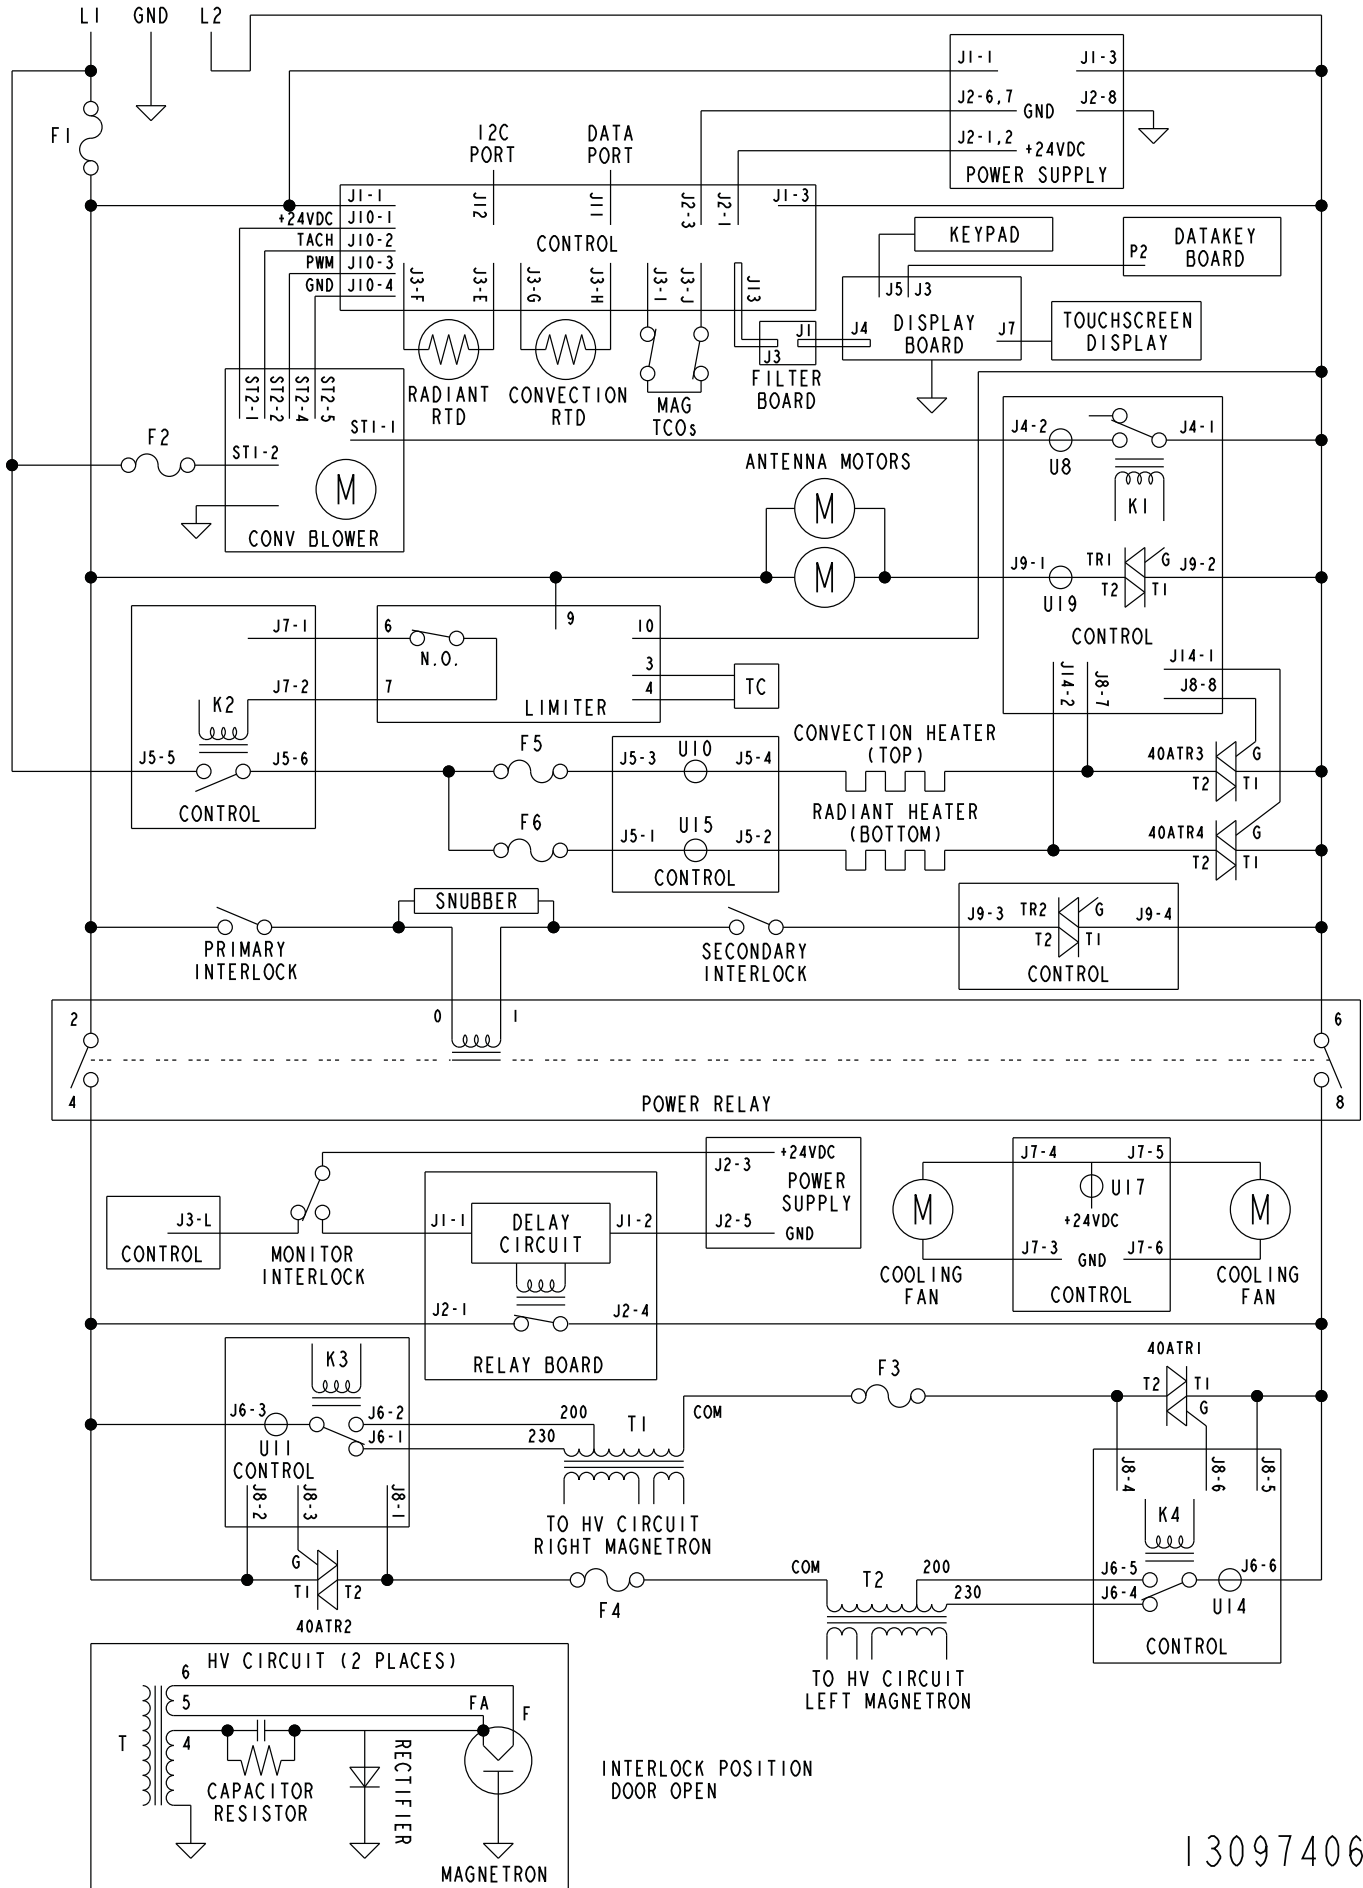 L1 GND L2
F1
I2C
PORT
DATA
PORT
J1-1 J1-3
J2-6,7 GND J2-8
J2-1,2 +24VDC
POWER SUPPLY
J1-1 J12 J11 J2-3 J2-1 J1-3
+24VDC J10-1
TACH J10-2
CONTROL
PWM J10-3
GND J10-4
J3-F J3-E J3-G J3-H J3-I J3-J J13
KEYPAD
P2
DATAKEY
BOARD
J5 J3
J4
DISPLAY
BOARD
J7
TOUCHSCREEN
DISPLAY
J1
J3
FILTER
BOARD
RADIANT
RTD
CONVECTION
RTD
MAG
TCOs
ST2-1 ST2-2 ST2-4 ST2-5
ST1-1
F2
ST1-2
M
CONV BLOWER
J4-2 J4-1
U8
K1
ANTENNA MOTORS
M
M
J9-1 TR1 G J9-2
T2 T1
U19
CONTROL
J14-1
J8-8
J14-2 J8-7
J7-1 6 9 10
N.O.
3
J7-2 7 4 TC
K2
LIMITER
J5-5 J5-6
CONTROL
F5
J5-3 U10 J5-4
CONVECTION HEATER
(TOP)
40ATR3 G
T2 T1
F6
J5-1 U15 J5-2
CONTROL
RADIANT HEATER
(BOTTOM)
40ATR4 G
T2 T1
SNUBBER
PRIMARY
INTERLOCK
SECONDARY
INTERLOCK
J9-3 TR2 G J9-4
T2 T1
CONTROL
2 0 1 6
4 POWER RELAY 8
J3-L
CONTROL
MONITOR
INTERLOCK
J1-1 DELAY
CIRCUIT J1-2
J2-1 J2-4
RELAY BOARD
+24VDC
J2-3
POWER
SUPPLY
J2-5 GND
M
COOLING
FAN
J7-4 J7-5
U17
+24VDC
J7-3 GND J7-6
CONTROL
M
COOLING
FAN
K3
J6-3 J6-2
J6-1
U11
CONTROL
J8-2 J8-3 J8-1
200 T1 COM
230
TO HV CIRCUIT
RIGHT MAGNETRON
F3
40ATR1
T2 T1
G
J8-4 J8-6 J8-5
K4
J6-5 J6-6
J6-4
U14
CONTROL
G
T1 T2
40ATR2
F4
COM T2 200
230
TO HV CIRCUIT
LEFT MAGNETRON
HV CIRCUIT (2 PLACES)
6
5 FA F
T 4
CAPACITOR
RESISTOR
RECTIFIER
MAGNETRON
INTERLOCK POSITION
DOOR OPEN
13097406